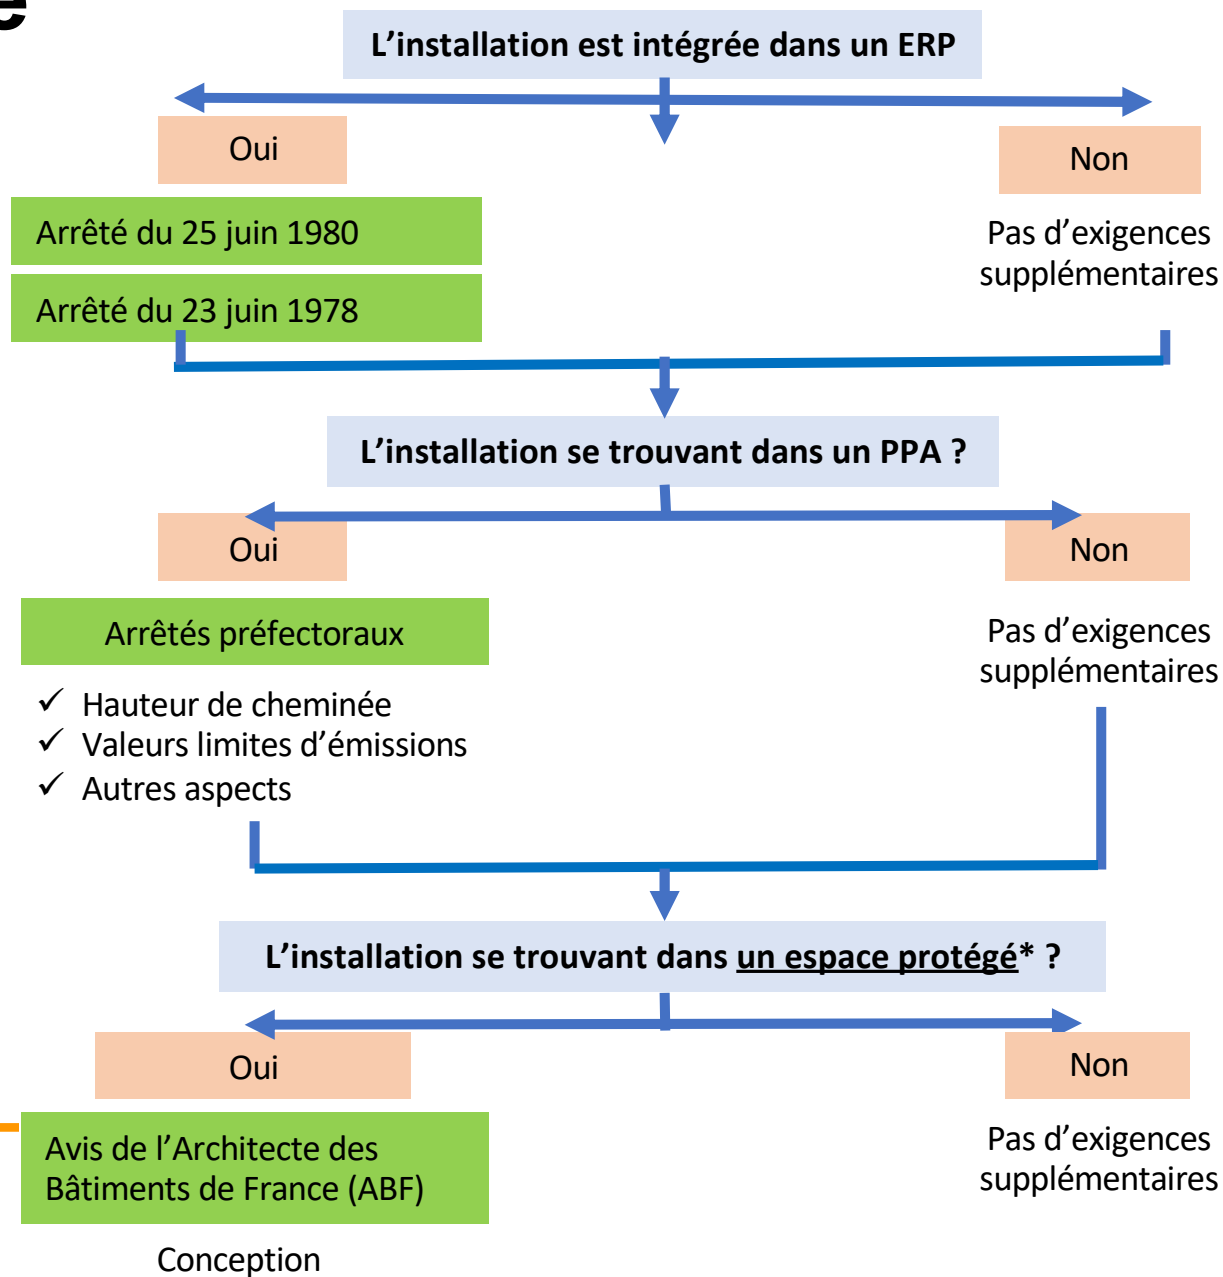 L’installation est intégrée dans un ERP
Oui
Non
Arrêté du 25 juin 1980
Arrêté du 23 juin 1978
Pas d’exigences
supplémentaires
L’installation se trouvant dans un PPA ?
Oui
Non
Arrêtés préfectoraux
✓ Hauteur de cheminée
✓ Valeurs limites d’émissions
✓ Autres aspects
Pas d’exigences
supplémentaires
L’installation se trouvant dans un espace protégé* ?
Oui
Non
Avis de l’Architecte des
Bâtiments de France (ABF)
Pas d’exigences
supplémentaires
Conception